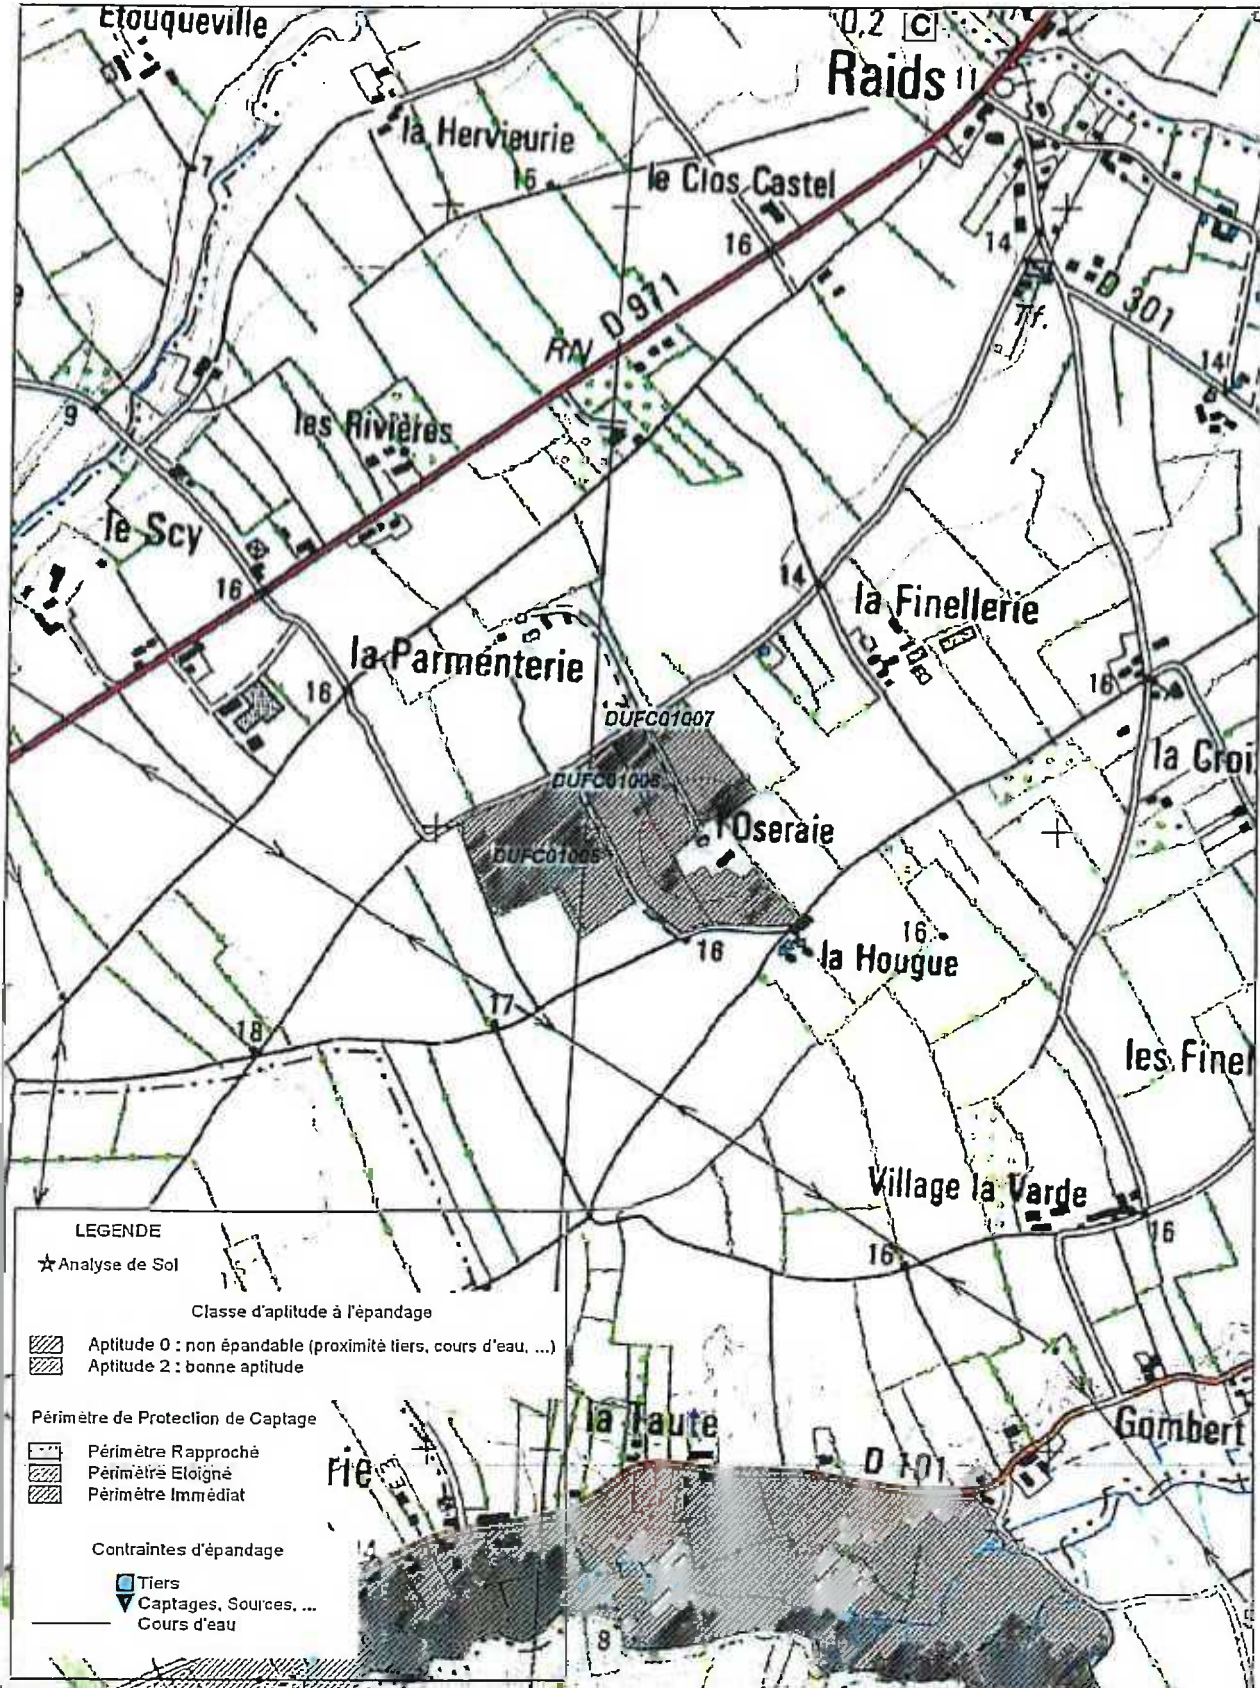 Etouqueville
0,2 C
Raids 11
la Hervieurie
7
15
le Clos Castel
16
14
D 301
Tf.
D 971
RN
14
9
les Rivières
le Scy
16
14
la Finellerie
la Parmenterie
16
16
DUFC01007
la Croi
DUFC01006
l'Oseraie
DUFC01005
16
16
la Hougue
17
18
les Finel
Village la Varde
16
16
LEGENDE
Analyse de Sol
Classe d'aptitude à l'épandage
Aptitude 0 : non épandable (proximité tiers, cours d'eau, ...)
Aptitude 2 : bonne aptitude
Périmètre de Protection de Captage
Périmètre Rapproché
Périmètre Eloigné
Périmètre Immédiat
Contraintes d'épandage
Tiers
Captages, Sources, ...
Cours d'eau
rie
la Taute
D 101
Gombert
8